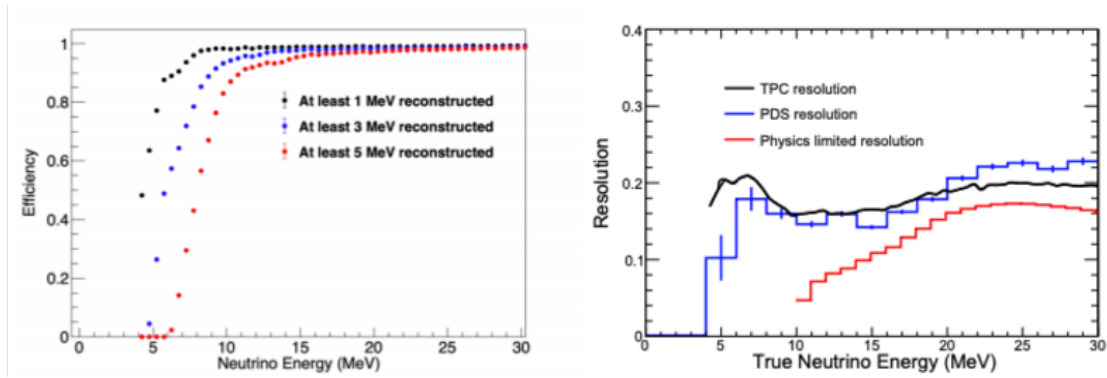 1
0.8
0.6
0.4
0.2
0
Efficiency
At least 1 MeV reconstructed
At least 3 MeV reconstructed
At least 5 MeV reconstructed
0 5 10 15 20 25 30
Neutrino Energy (MeV)
0.4
0.3
0.2
0.1
0
Resolution
TPC resolution
PDS resolution
Physics limited resolution
0 5 10 15 20 25 30
True Neutrino Energy (MeV)